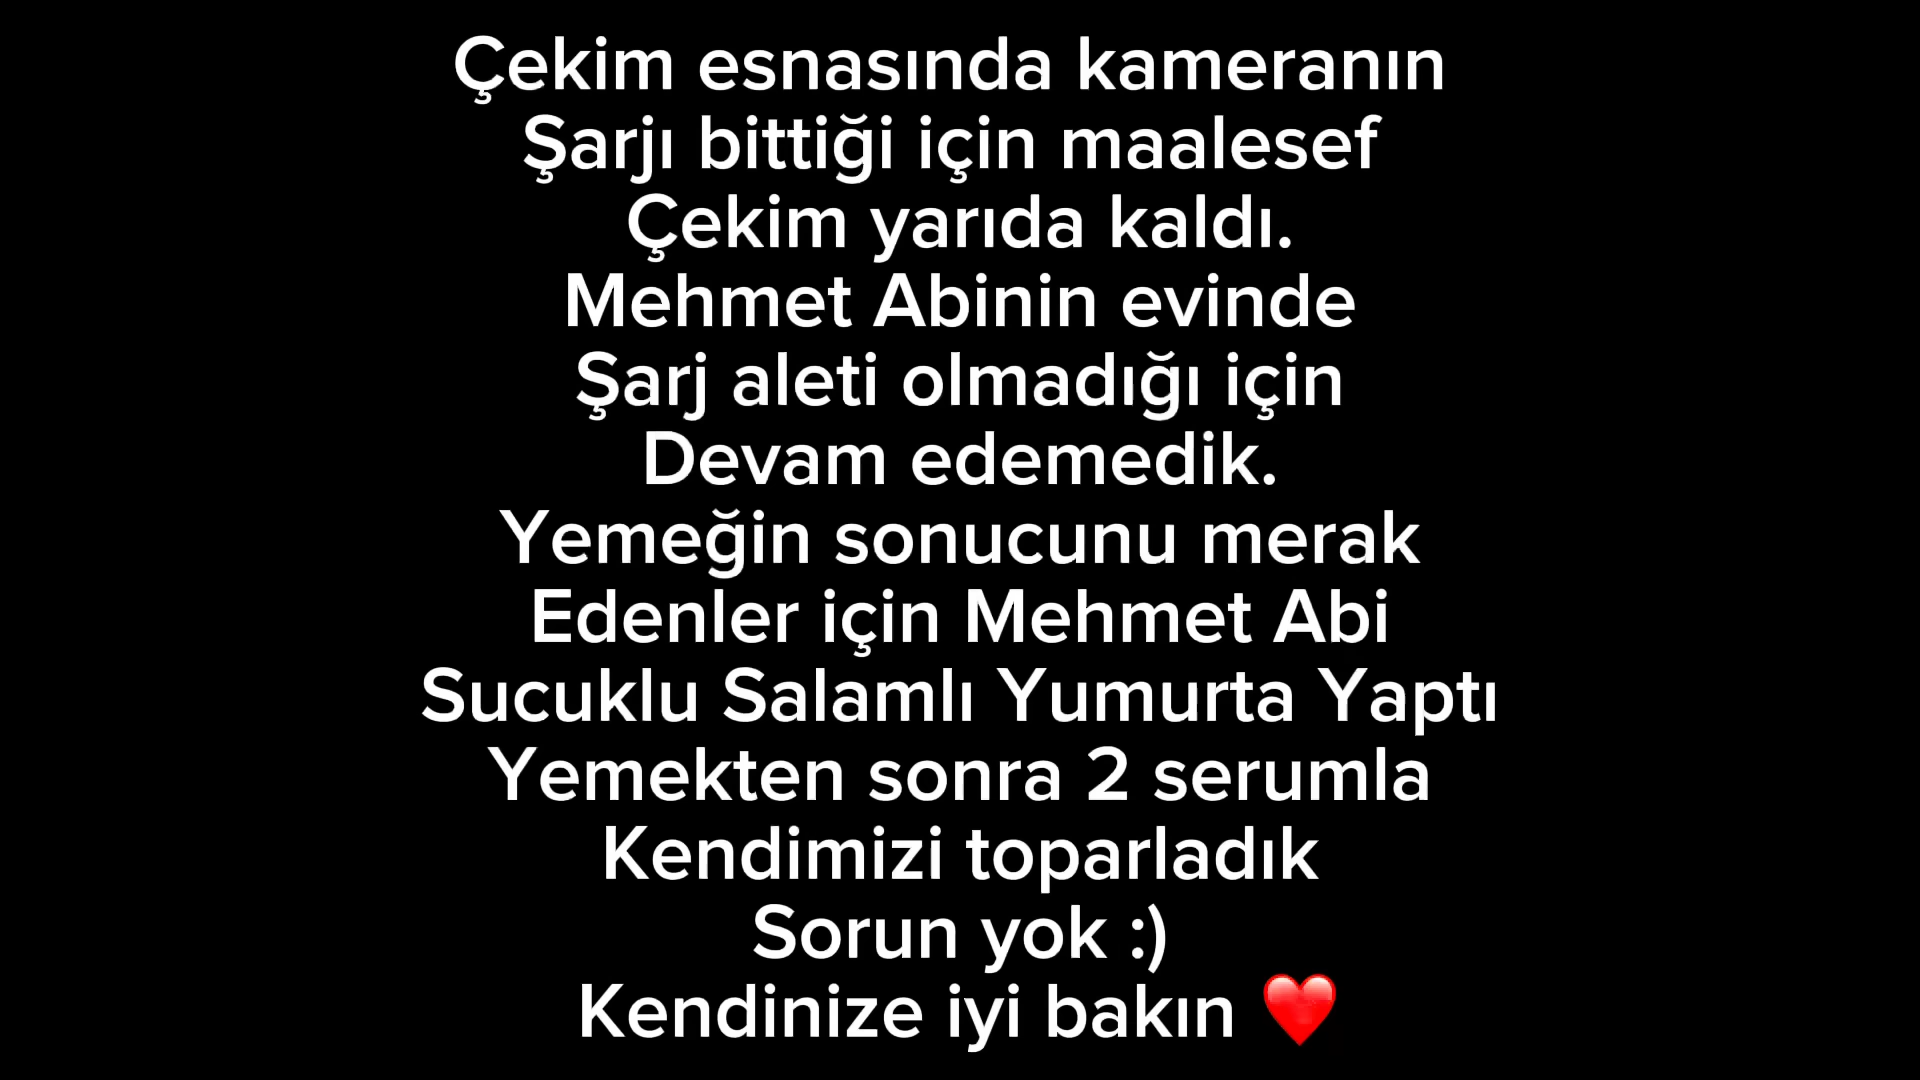 Çekim esnasında kameranın
Şarjı bittiği için maalesef
Çekim yarıda kaldı.
Mehmet Abinin evinde
Şarj aleti olmadığı için
Devam edemedik.
Yemeğin sonucunu merak
Edenler için Mehmet Abi
Sucuklu Salamlı Yumurta Yaptı
Yemekten sonra 2 serumla
Kendimizi toparladık
Sorun yok :)
Kendinize iyi bakın ❤️